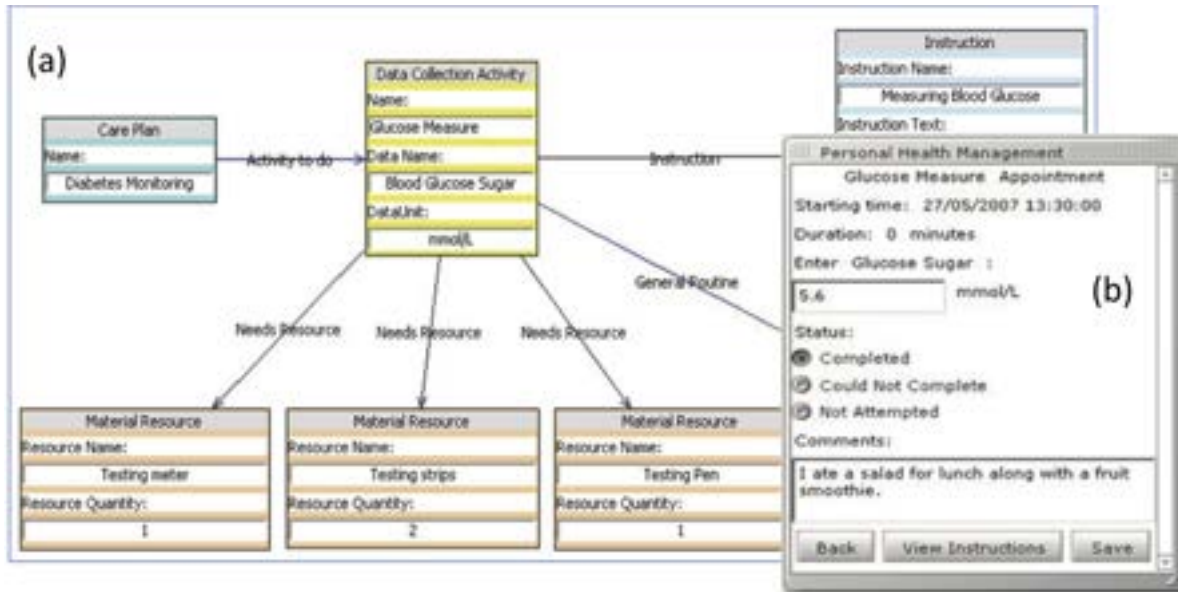 (a)
Care Plan
Name:
Diabetes Monitoring
Activity to do
Data Collection Activity
Name:
Glucose Measure
Data Name:
Blood Glucose Sugar
DataUnit:
mmol/L
Instruction
Instruction
Instruction Name:
Measuring Blood Glucose
Instruction Text:
General Routine
Needs Resource
Needs Resource
Needs Resource
Material Resource
Resource Name:
Testing meter
Resource Quantity:
1
Material Resource
Resource Name:
Testing strips
Resource Quantity:
2
Material Resource
Resource Name:
Testing Pen
Resource Quantity:
1
(b)
Personal Health Management
Glucose Measure Appointment
Starting time: 27/05/2007 13:30:00
Duration: 0 minutes
Enter Glucose Sugar :
5.6 mmol/L
Status:
Completed
Could Not Complete
Not Attempted
Comments:
I ate a salad for lunch along with a fruit
smoothie.
Back View Instructions Save